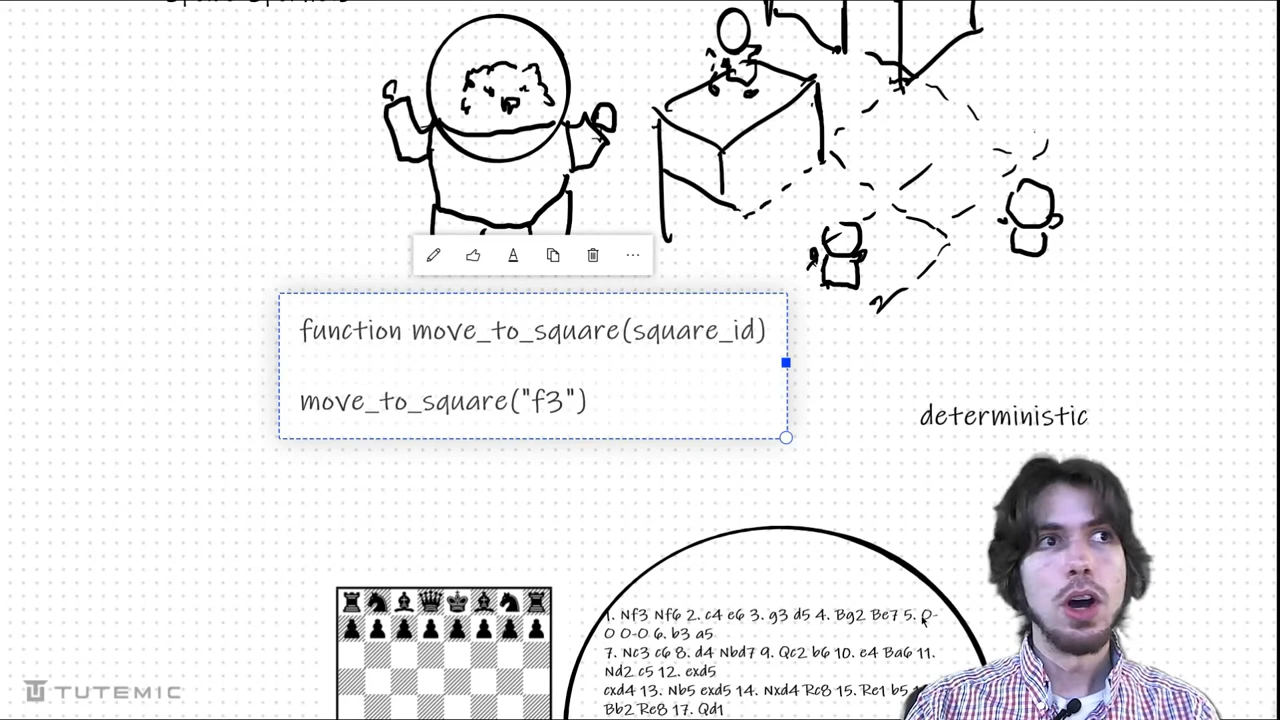 function move_to_square(square_id)
move_to_square("f3")
deterministic
1. Nf3 Nf6 2. c4 e6 3. g3 d5 4. Bg2 Be7 5. O-
O O-O 6. b3 a5
7. Nc3 c6 8. d4 Nbd7 9. Qc2 b6 10. e4 Ba6 11.
Nd2 c5 12. exd5
cxd4 13. Nb5 exd5 14. Nxd4 Rc8 15. Re1 b5 1
Bb2 Re8 17. Qd1
TUTEMIC